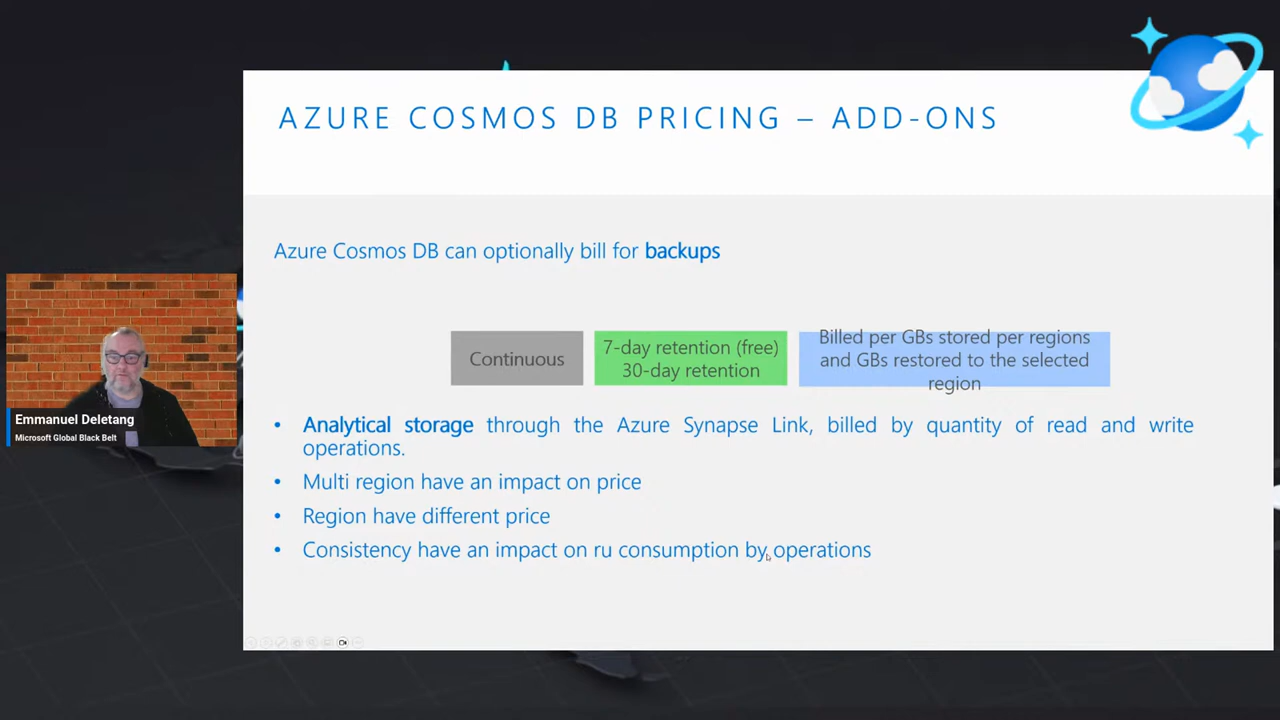 AZURE COSMOS DB PRICING – ADD-ONS
Azure Cosmos DB can optionally bill for backups
Continuous
7-day retention (free)
30-day retention
Billed per GBs stored per regions
and GBs restored to the selected
region
• Analytical storage through the Azure Synapse Link, billed by quantity of read and write
operations.
• Multi region have an impact on price
• Region have different price
• Consistency have an impact on ru consumption by operations
Emmanuel Deletang
Microsoft Global Black Belt